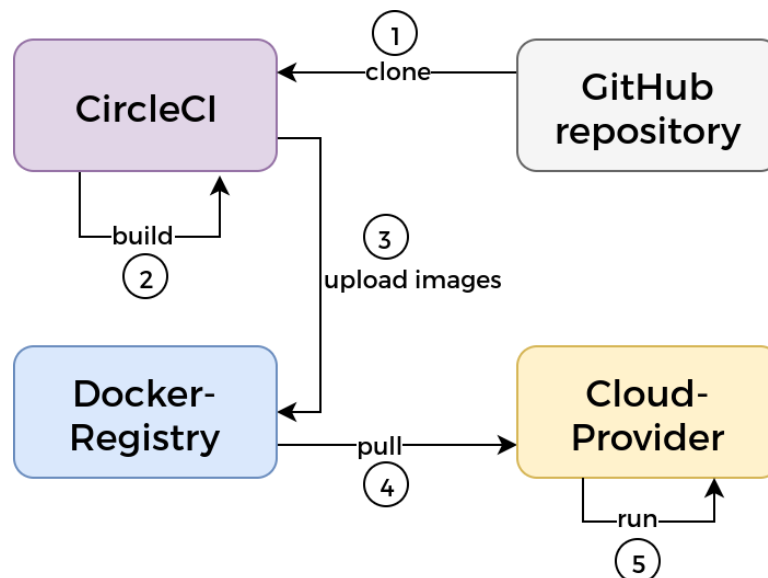 1
clone
CircleCI
GitHub
repository
build
2
3
upload images
Docker-
Registry
pull
4
Cloud-
Provider
run
5